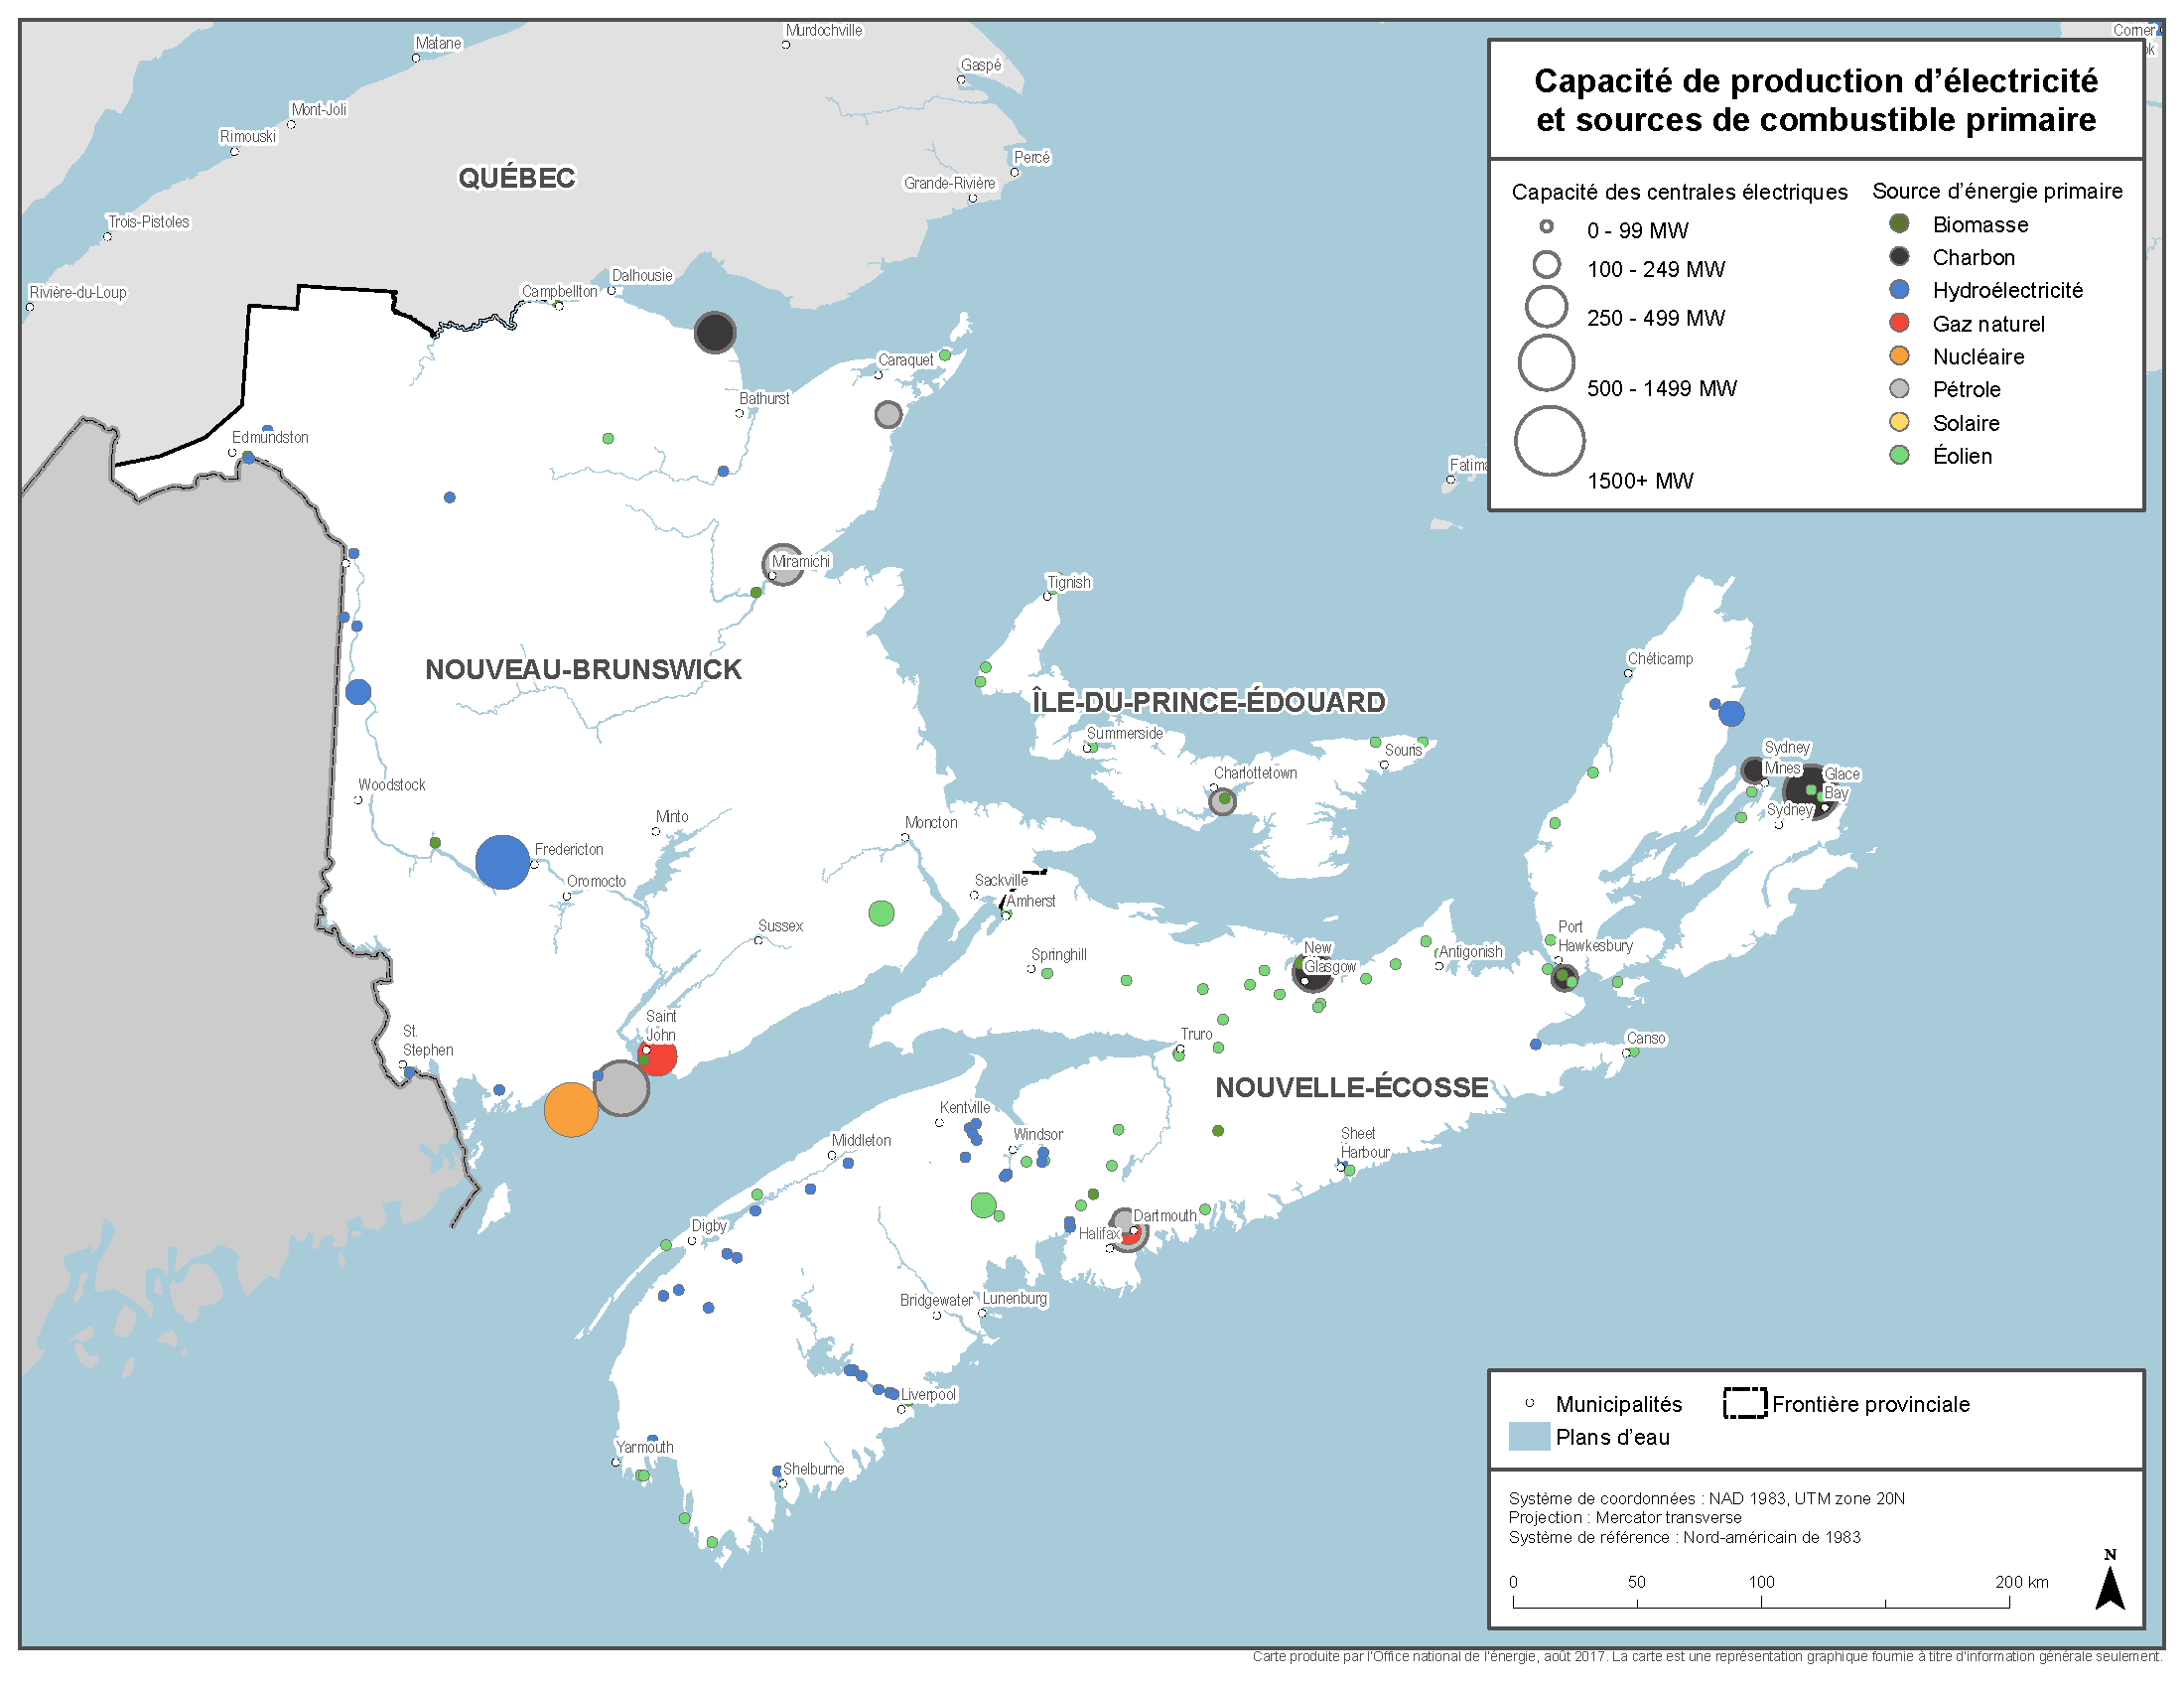 Murdochville
Corner
ok
Matane
Gaspé
Capacité de production d'électricité
et sources de combustible primaire
Mont-Joli
Rimouski
Percé
QUÉBEC
Grande-Rivière
Capacité des centrales électriques
0 - 99 MW
100 - 249 MW
250 - 499 MW
500 - 1499 MW
1500+ MW
Source d'énergie primaire
Biomasse
Charbon
Hydroélectricité
Gaz naturel
Nucléaire
Pétrole
Solaire
Éolien
Trois-Pistoles
Rivière-du-Loup
Dalhousie
Campbellton
Caraquet
Bathurst
Edmundston
Fatima
Miramichi
Tignish
NOUVEAU-BRUNSWICK
ÎLE-DU-PRINCE-ÉDOUARD
Chéticamp
Summerside
Souris
Charlottetown
Sydney
Mines
Glace
Bay
Sydney
Woodstock
Minto
Moncton
Fredericton
Oromocto
Sackville
Amherst
Sussex
Springhill
New
Glasgow
Antigonish
Port
Hawkesbury
Saint
John
St.
Stephen
Truro
Canso
NOUVELLE-ÉCOSSE
Kentville
Windsor
Middleton
Sheet
Harbour
Digby
Dartmouth
Halifax
Bridgewater
Lunenburg
Liverpool
Yarmouth
Shelburne
Municipalités
Frontière provinciale
Plans d'eau
Système de coordonnées : NAD 1983, UTM zone 20N
Projection : Mercator transverse
Système de référence : Nord-américain de 1983
N
0 50 100 200 km
Carte produite par l'Office national de l'énergie, août 2017. La carte est une représentation graphique fournie à titre d'information générale seulement.